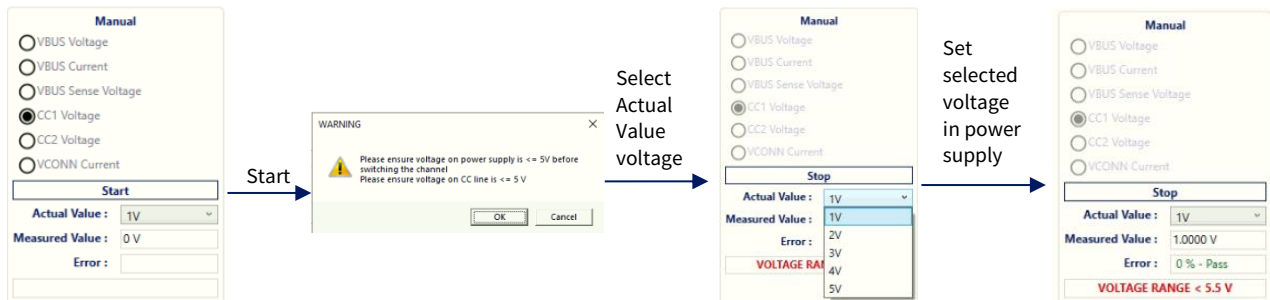 Manual
VBUS Voltage
VBUS Current
VBUS Sense Voltage
CC1 Voltage
CC2 Voltage
VCONN Current
Start
Actual Value :
1V
Measured Value :
0 V
Error :
Start
WARNING
Please ensure voltage on power supply is <= 5V before
switching the channel
Please ensure voltage on CC line is <= 5 V
OK
Cancel
Select
Actual
Value
voltage
Manual
VBUS Voltage
VBUS Current
VBUS Sense Voltage
CC1 Voltage
CC2 Voltage
VCONN Current
Stop
Actual Value :
1V
Measured Value :
Error :
VOLTAGE RA
1V
2V
3V
4V
5V
Set
selected
voltage
in power
supply
Manual
VBUS Voltage
VBUS Current
VBUS Sense Voltage
CC1 Voltage
CC2 Voltage
VCONN Current
Stop
Actual Value :
1V
Measured Value :
1.0000 V
Error :
0 % - Pass
VOLTAGE RANGE < 5.5 V